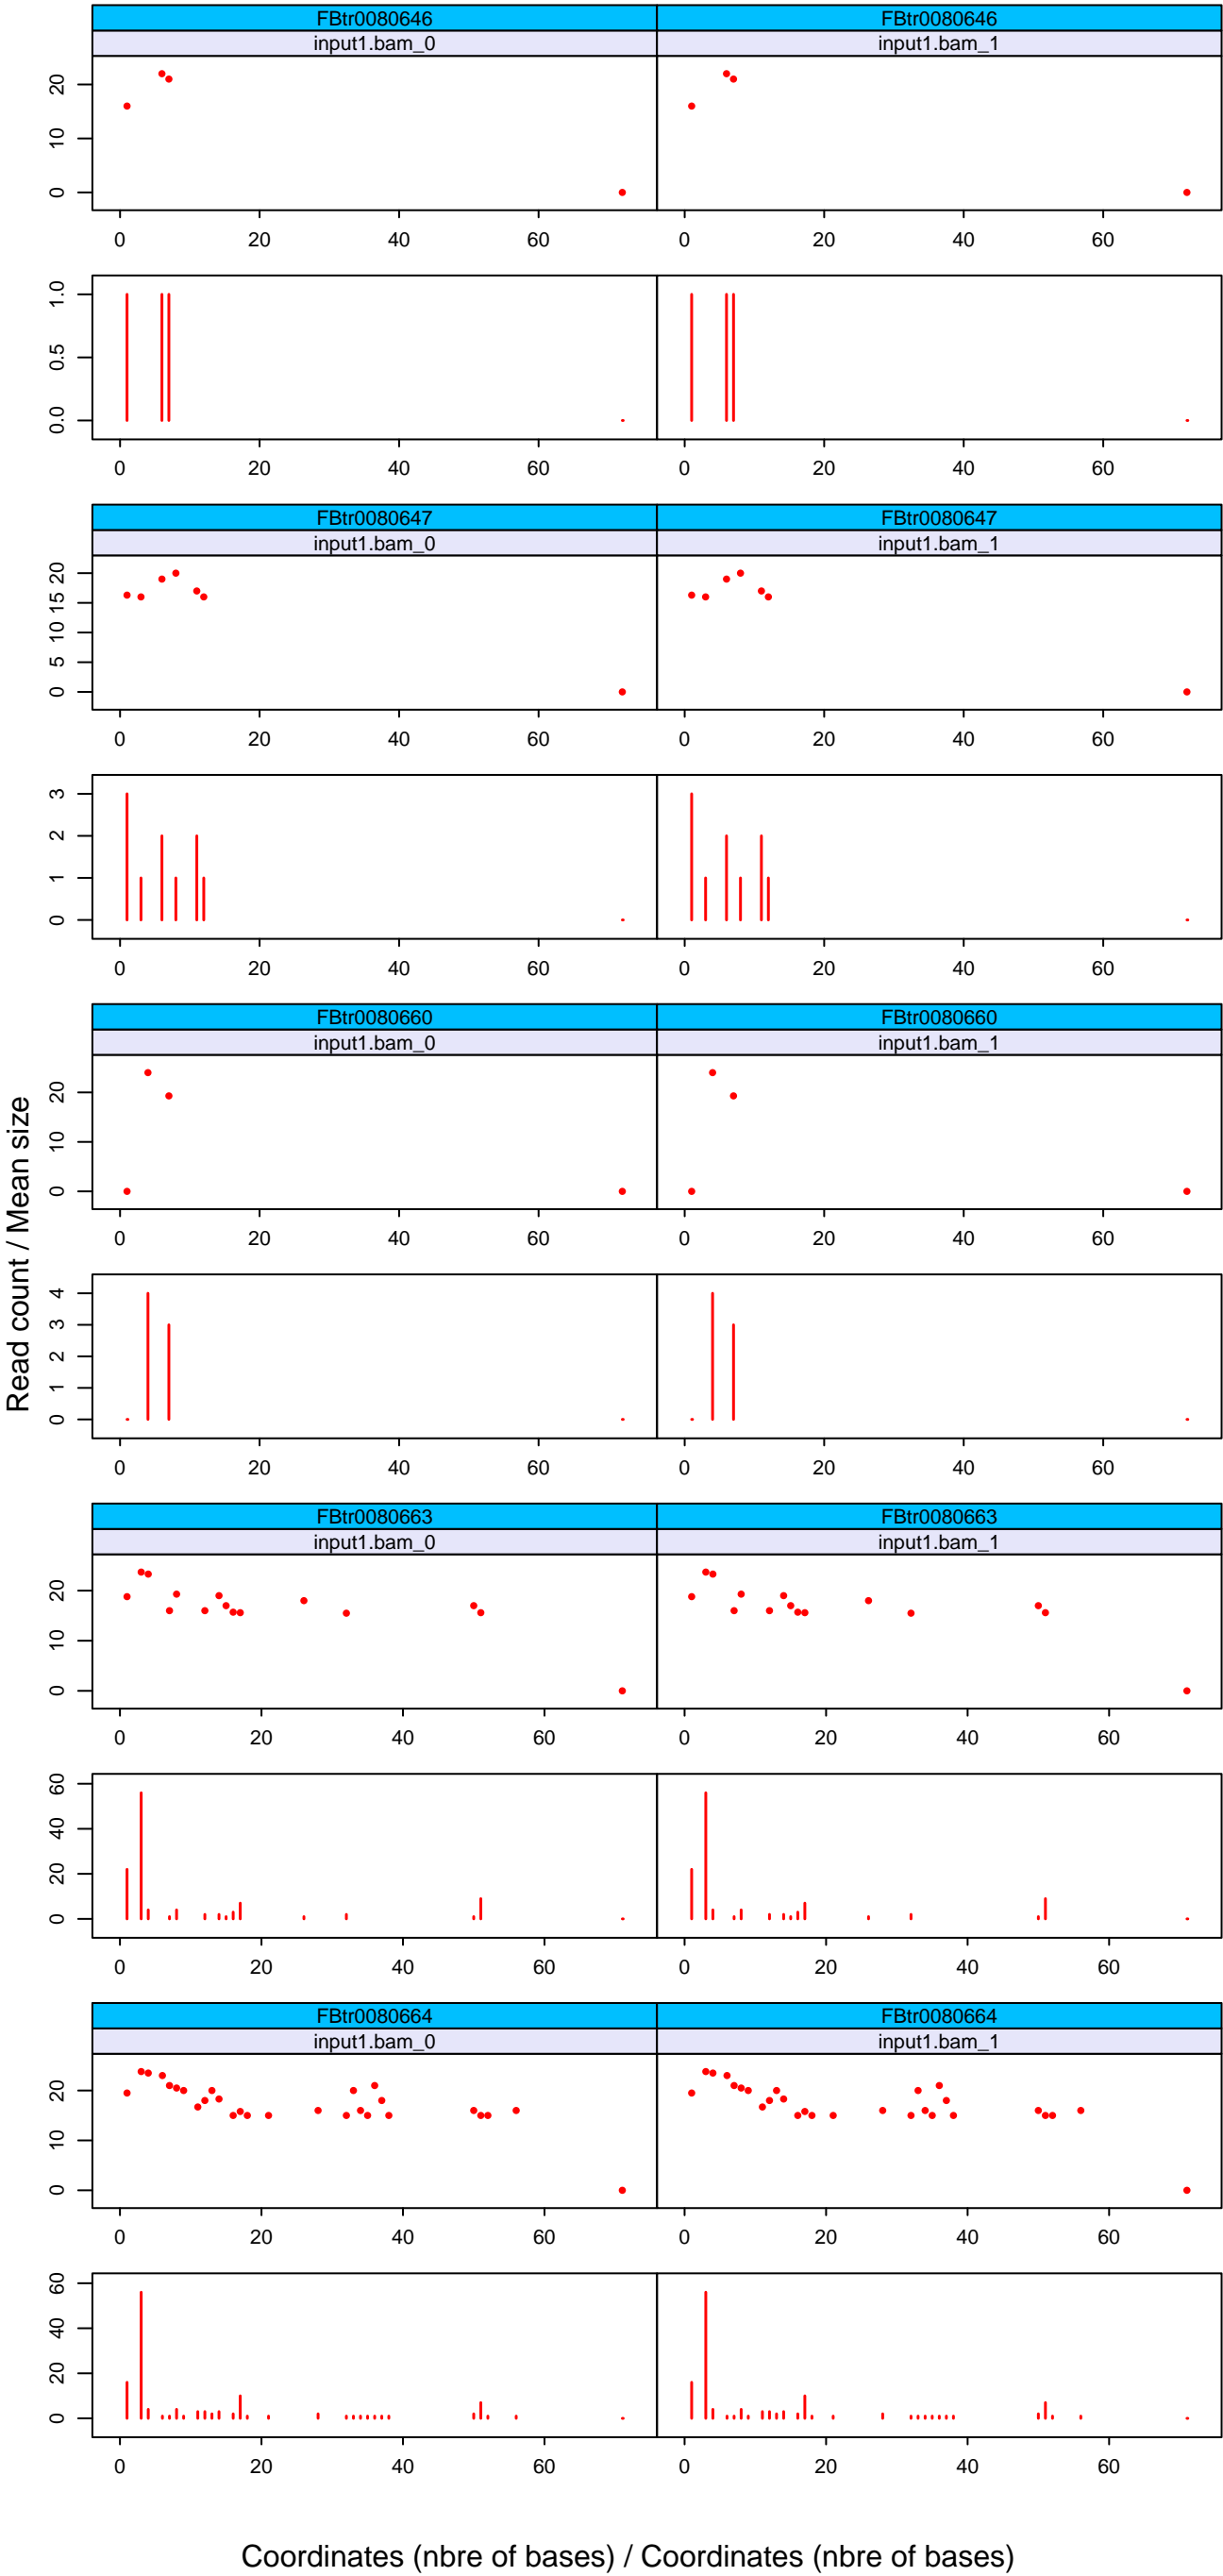 FBtr0080646 FBtr0080646
input1.bam_0 input1.bam_1
0 10 20
0 20 40 60 0 20 40 60
0.0 0.5 1.0
0 20 40 60 0 20 40 60
FBtr0080647 FBtr0080647
input1.bam_0 input1.bam_1
0 5 10 15 20
0 20 40 60 0 20 40 60
0 1 2 3
0 20 40 60 0 20 40 60
FBtr0080660 FBtr0080660
input1.bam_0 input1.bam_1
0 10 20
0 20 40 60 0 20 40 60
0 1 2 3 4
0 20 40 60 0 20 40 60
FBtr0080663 FBtr0080663
input1.bam_0 input1.bam_1
0 10 20
0 20 40 60 0 20 40 60
0 20 40 60
0 20 40 60 0 20 40 60
FBtr0080664 FBtr0080664
input1.bam_0 input1.bam_1
0 10 20
0 20 40 60 0 20 40 60
0 20 40 60
0 20 40 60 0 20 40 60
Read count / Mean size
Coordinates (nbre of bases) / Coordinates (nbre of bases)